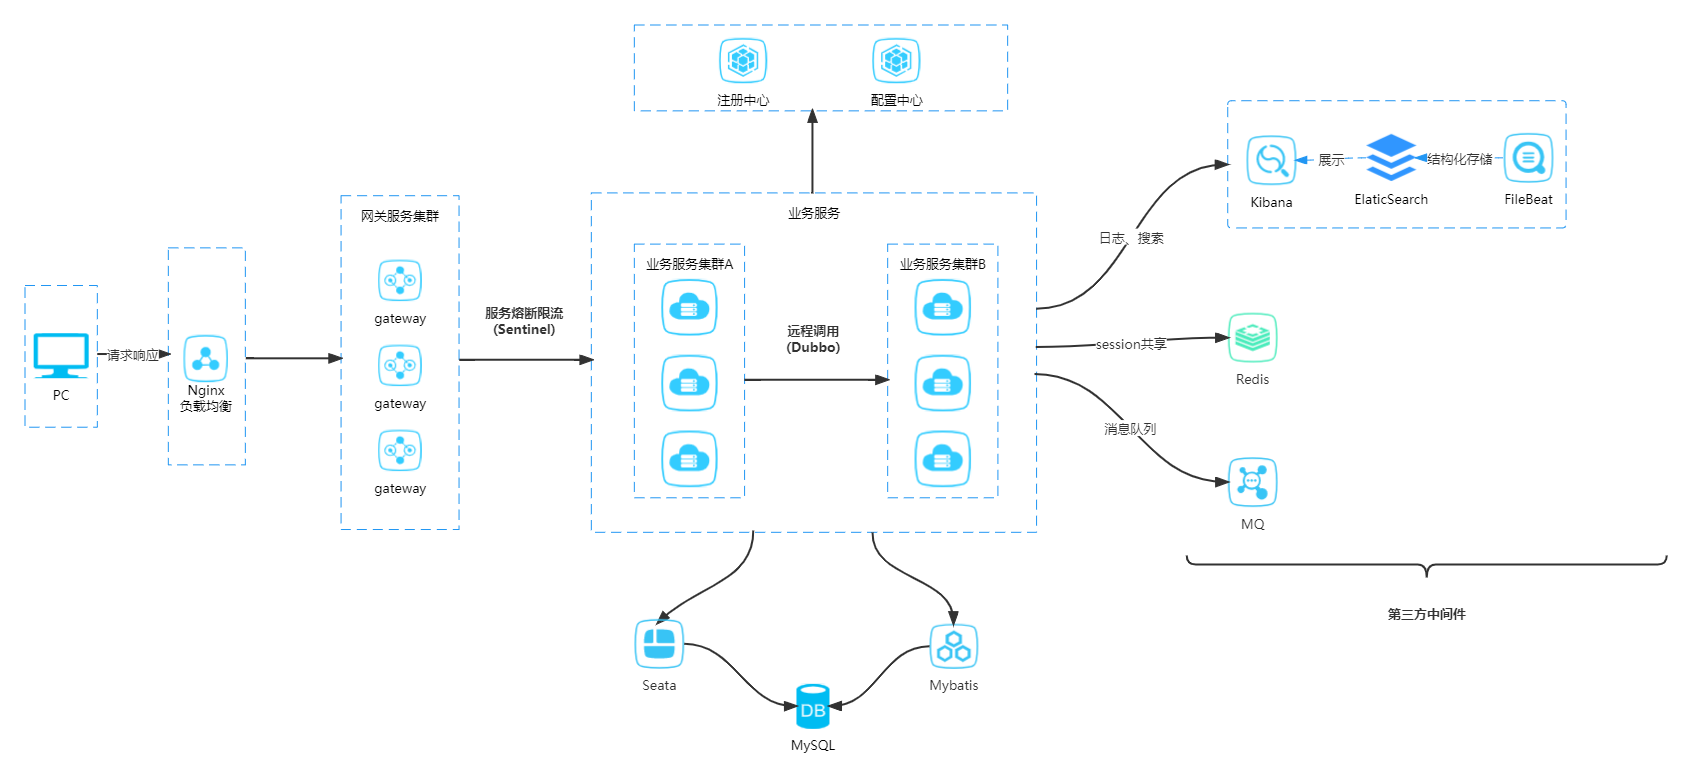 注册中心
配置中心
Kibana
展示
ElaticSearch
结构化存储
FileBeat
网关服务集群
业务服务
日志、搜索
业务服务集群A
业务服务集群B
gateway
服务熔断限流
(Sentinel)
远程调用
(Dubbo)
请求响应
session共享
PC
Nginx
负载均衡
gateway
Redis
消息队列
gateway
MQ
第三方中间件
Seata
Mybatis
DB
MySQL